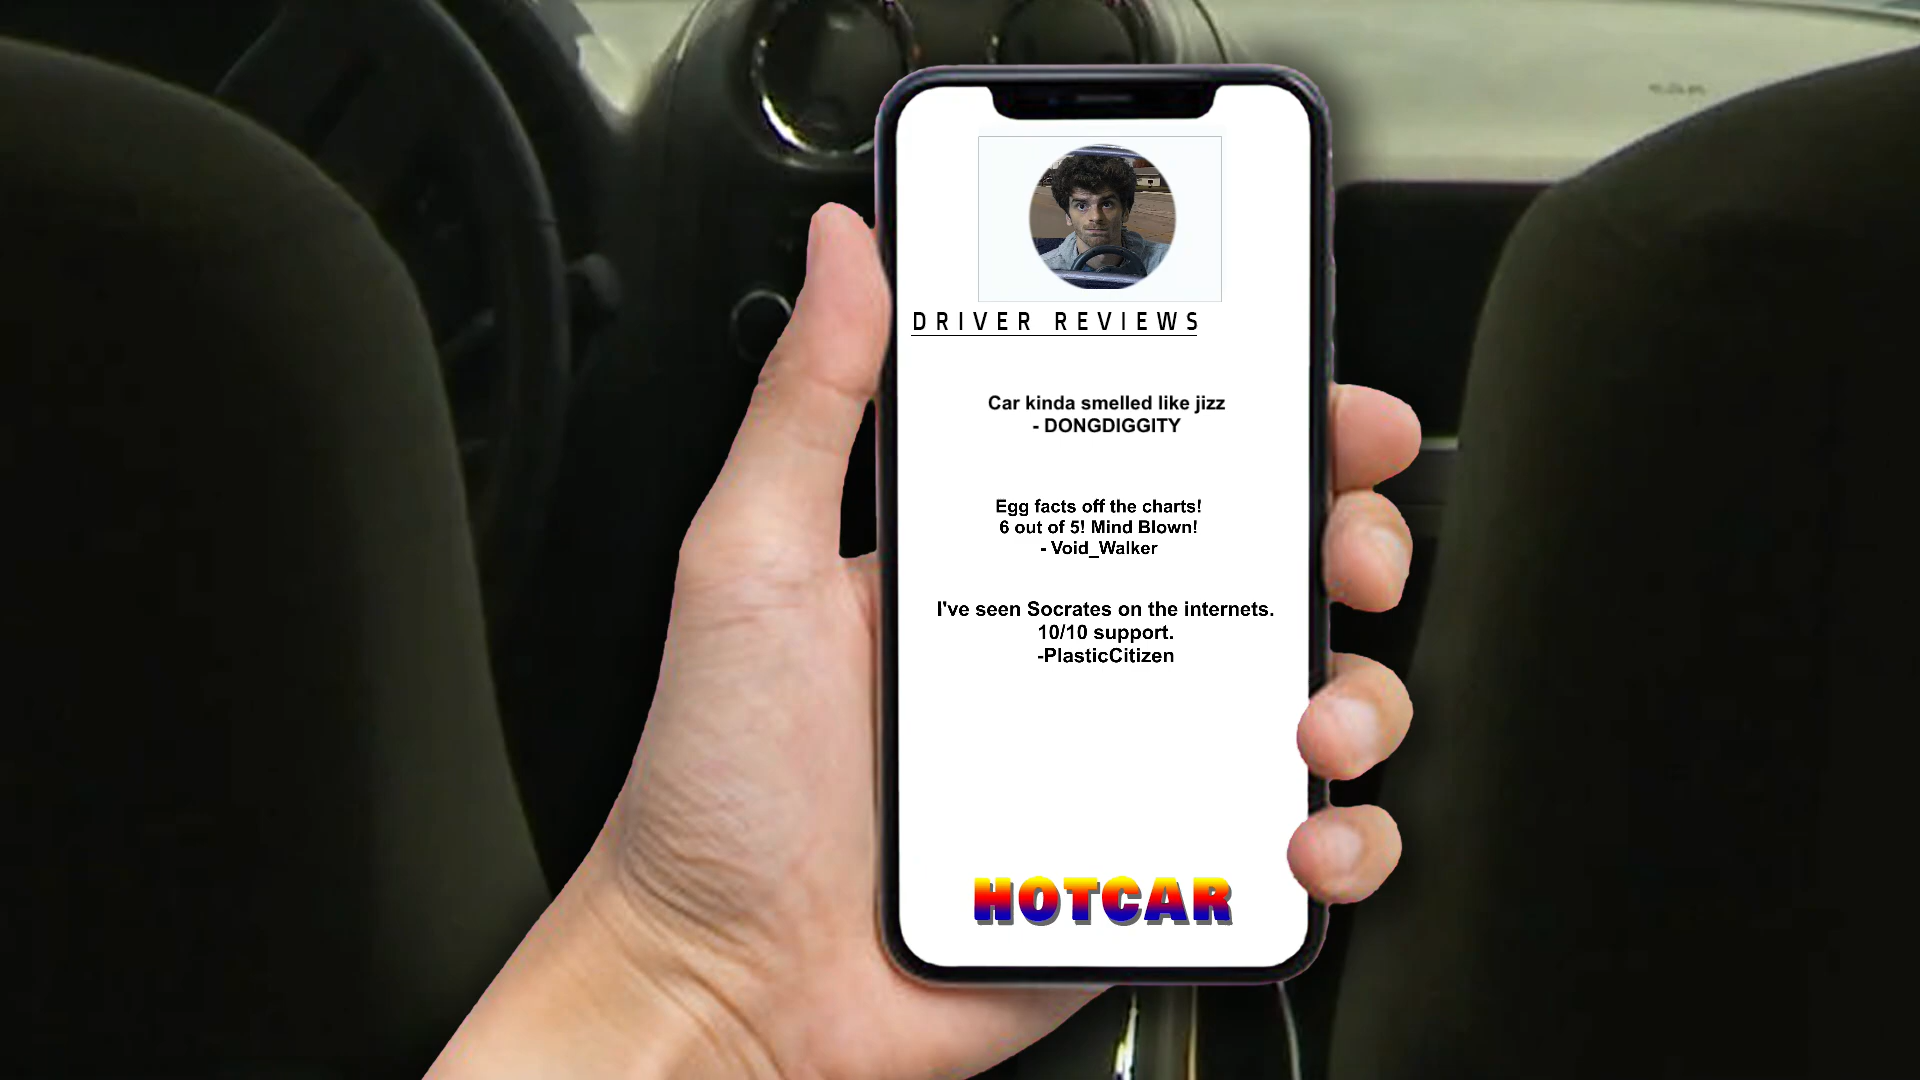 DRIVER REVIEWS
Car kinda smelled like jizz
- DONGDIGGITY
Egg facts off the charts!
6 out of 5! Mind Blown!
- Void_Walker
I've seen Socrates on the internets.
10/10 support.
-PlasticCitizen
HOTCAR